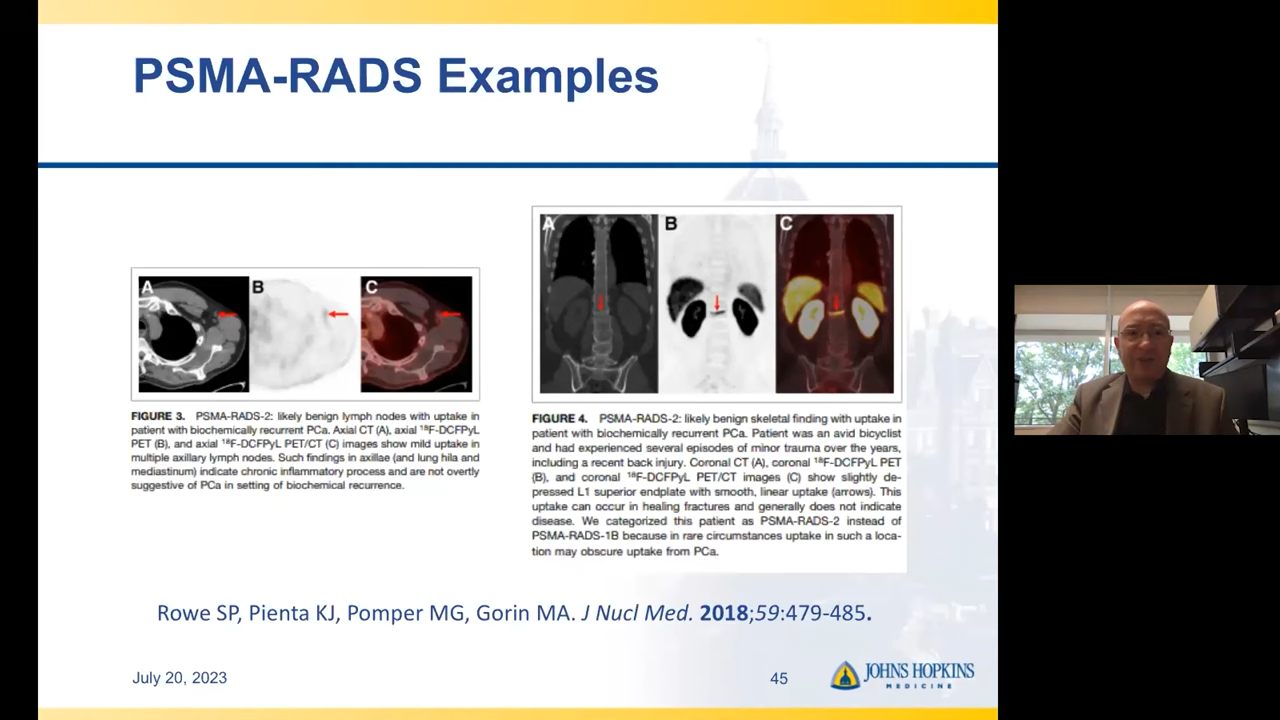 PSMA-RADS Examples
A
B
C
FIGURE 3. PSMA-RADS-2: likely benign lymph nodes with uptake in
patient with biochemically recurrent PCa. Axial CT (A), axial ¹⁸F-DCFPyL
PET (B), and axial ¹⁸F-DCFPyL PET/CT (C) images show mild uptake in
multiple axillary lymph nodes. Such findings in axillae (and lung hila and
mediastinum) indicate chronic inflammatory process and are not overtly
suggestive of PCa in setting of biochemical recurrence.
A
B
C
FIGURE 4. PSMA-RADS-2: likely benign skeletal finding with uptake in
patient with biochemically recurrent PCa. Patient was an avid bicyclist
and had experienced several episodes of minor trauma over the years,
including a recent back injury. Coronal CT (A), coronal ¹⁸F-DCFPyL PET
(B), and coronal ¹⁸F-DCFPyL PET/CT images (C) show slightly de-
pressed L1 superior endplate with smooth, linear uptake (arrows). This
uptake can occur in healing fractures and generally does not indicate
disease. We categorized this patient as PSMA-RADS-2 instead of
PSMA-RADS-1B because in rare circumstances uptake in such a loca-
tion may obscure uptake from PCa.
Rowe SP, Pienta KJ, Pomper MG, Gorin MA. J Nucl Med. 2018;59:479-485.
July 20, 2023
45
JOHNS HOPKINS
MEDICINE